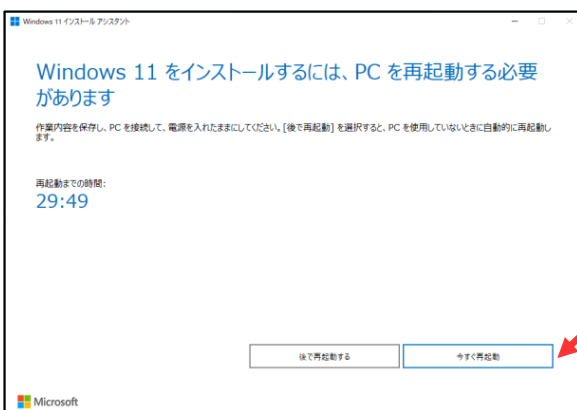 Windows 11 インストール アシスタント
Windows 11 をインストールするには、PC を再起動する必要
があります
作業内容を保存し、PC を接続して、電源を入れたままにしてください。[後で再起動] を選択すると、PC を使用していないときに自動的に再起動し
ます。
再起動までの時間:
29:49
後で再起動する
今すぐ再起動
Microsoft